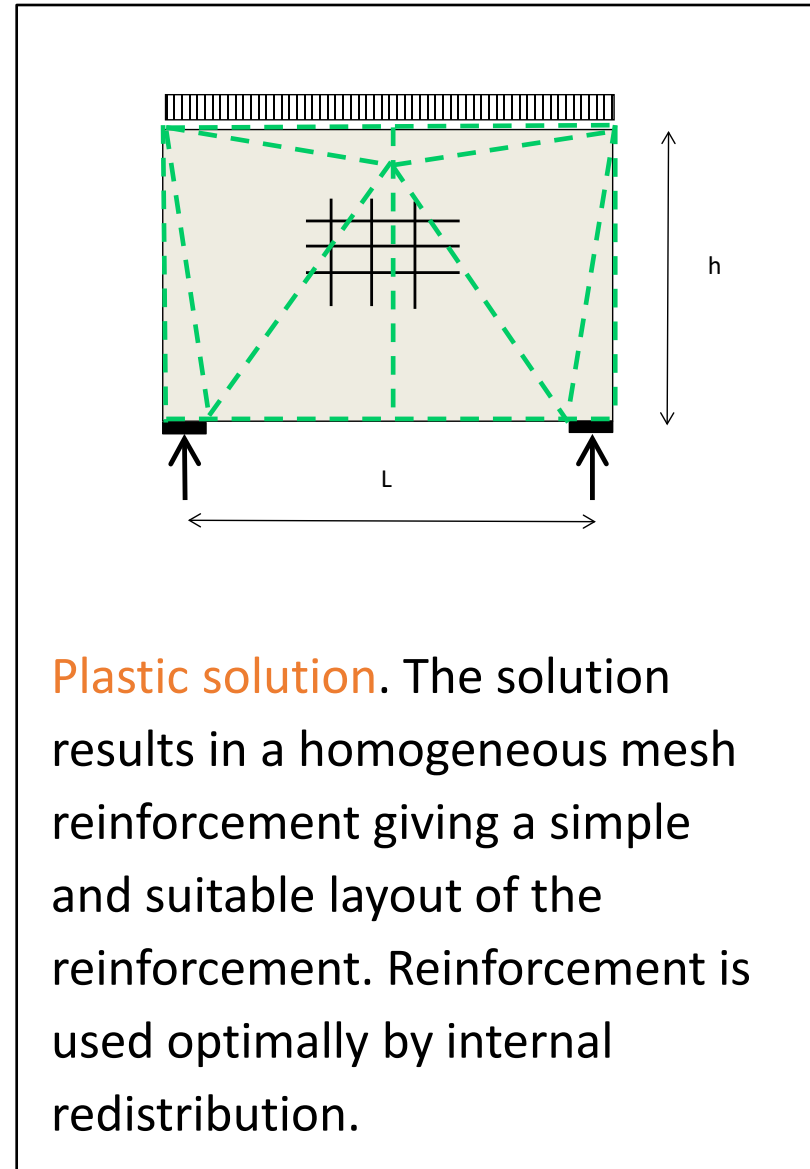 h
L
Plastic solution. The solution
results in a homogeneous mesh
reinforcement giving a simple
and suitable layout of the
reinforcement. Reinforcement is
used optimally by internal
redistribution.